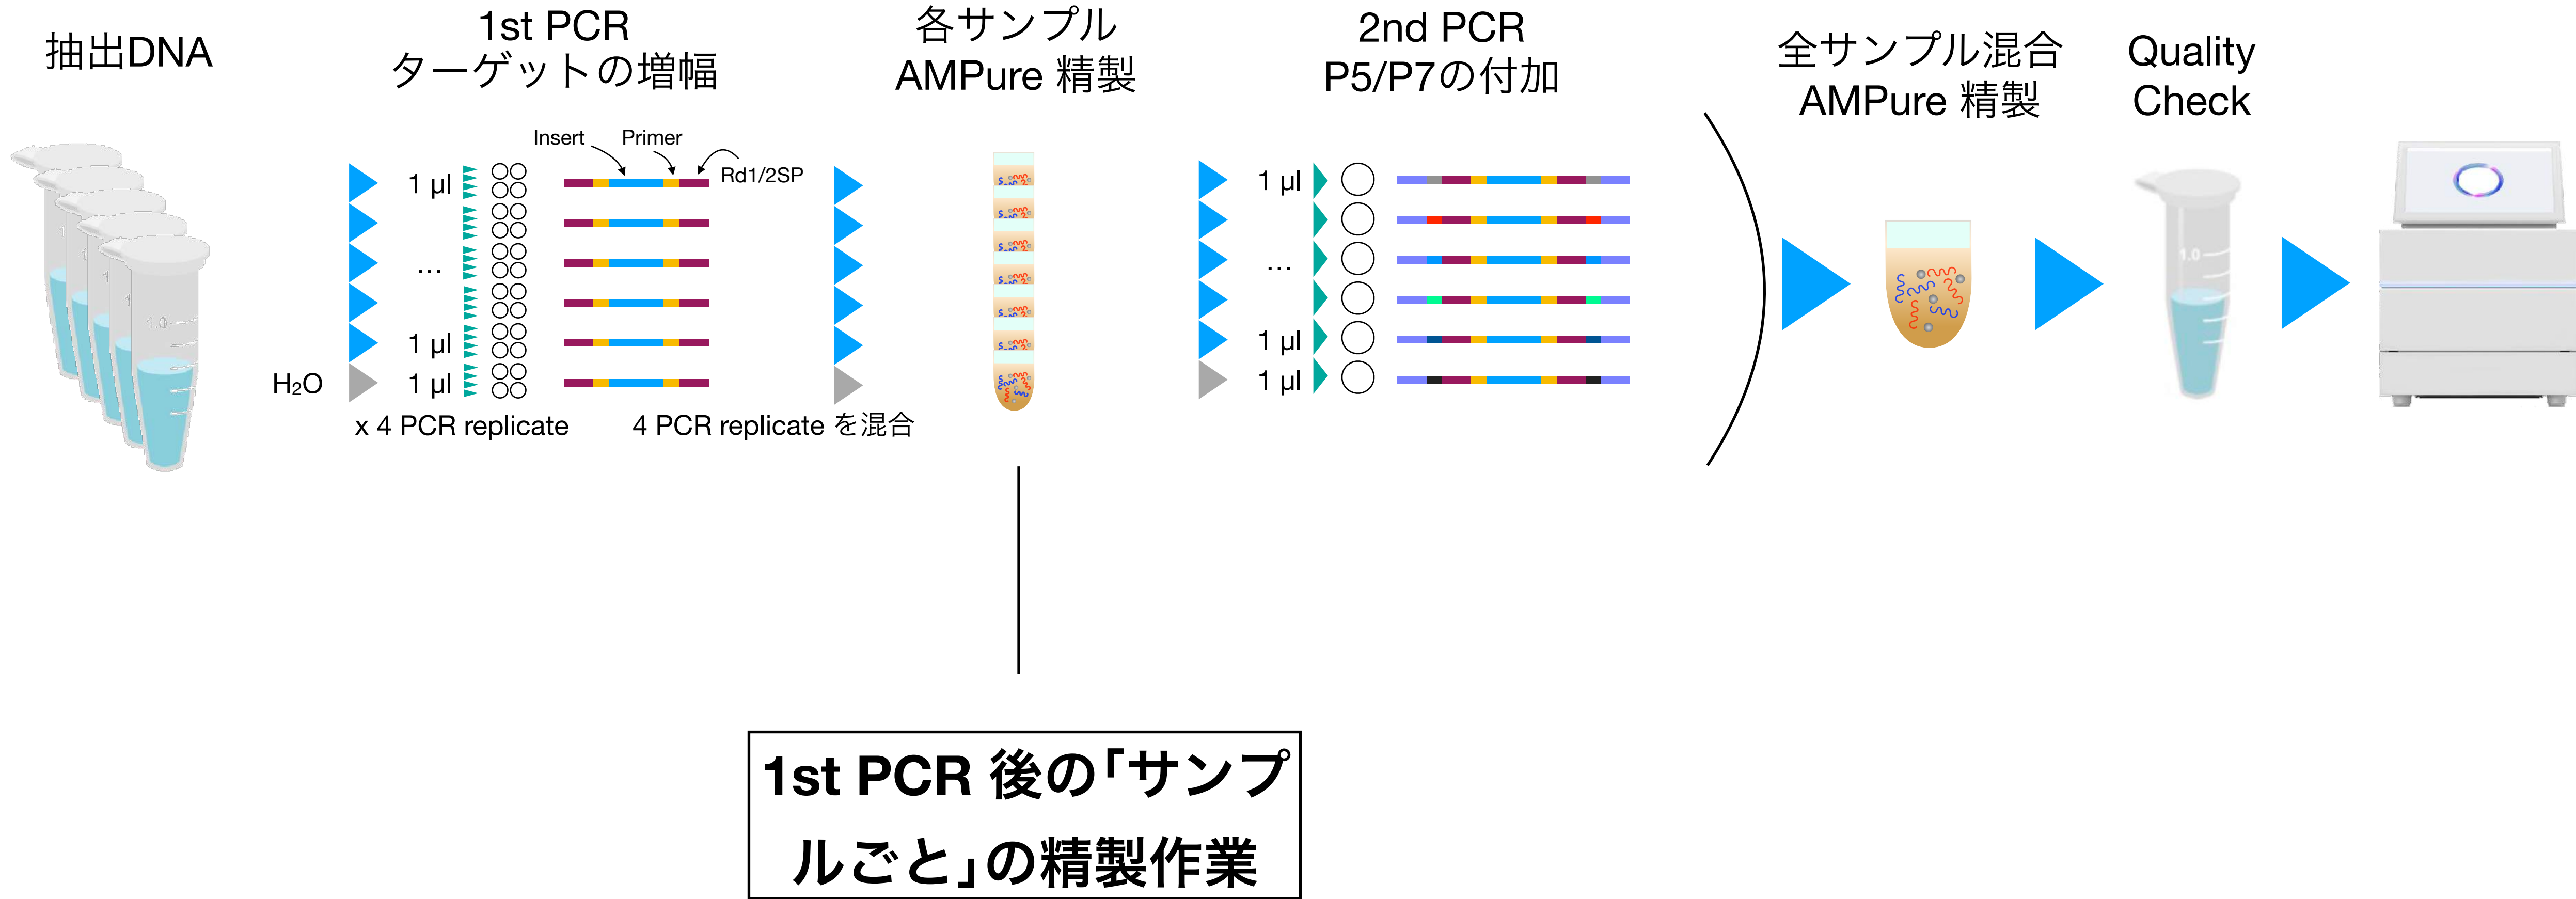 抽出DNA
1st PCR
ターゲットの増幅
各サンプル
AMPure 精製
2nd PCR
P5/P7の付加
全サンプル混合
AMPure 精製
Quality
Check
Insert
Primer
Rd1/2SP
1 µl
...
1 µl
H₂O
1 µl
x 4 PCR replicate
4 PCR replicate を混合
1 µl
...
1 µl
1 µl
1.0
1.0
1st PCR 後の「サンプ
ルごと」の精製作業